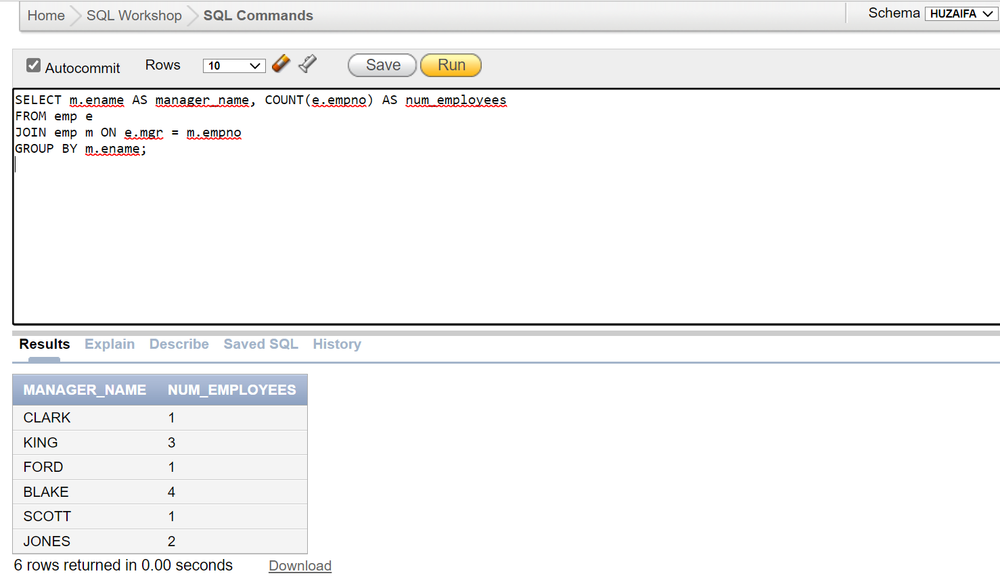 Home SQL Workshop SQL Commands Schema HUZAIFA
Autocommit Rows 10 Save Run
SELECT m.ename AS manager_name, COUNT(e.empno) AS num_employees
FROM emp e
JOIN emp m ON e.mgr = m.empno
GROUP BY m.ename;
Results Explain Describe Saved SQL History
MANAGER_NAME NUM_EMPLOYEES
CLARK 1
KING 3
FORD 1
BLAKE 4
SCOTT 1
JONES 2
6 rows returned in 0.00 seconds Download